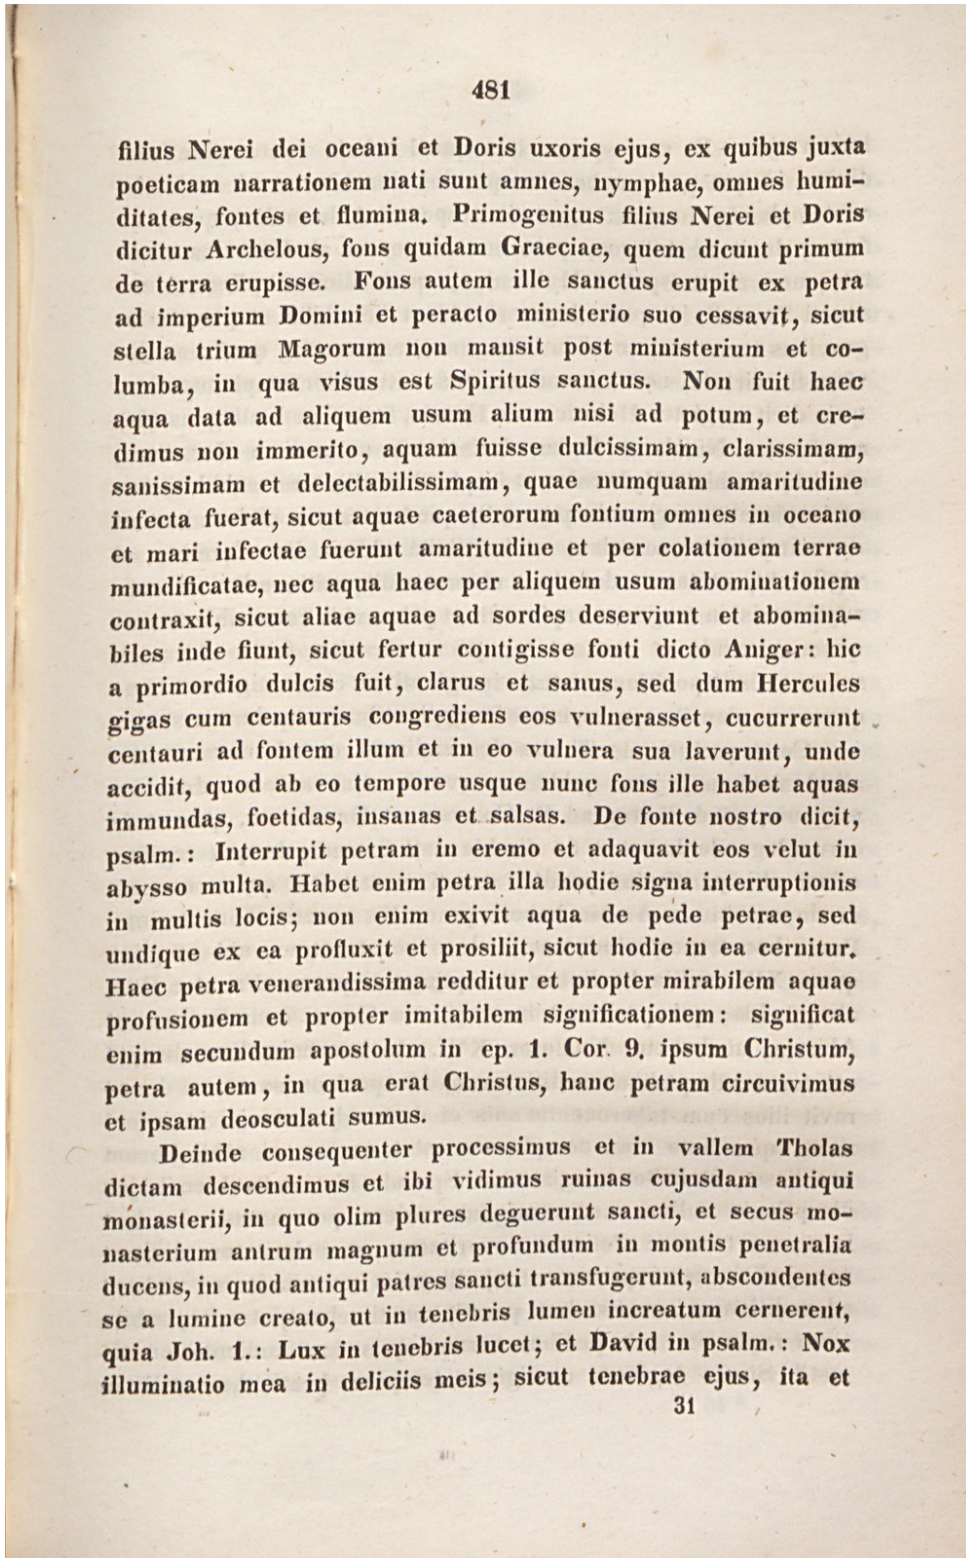 481
filius Nerei dei oceani et Doris uxoris ejus, ex quibus juxta
poeticam narrationem nati sunt amnes, nymphae, omnes humi-
ditates, fontes et flumina. Primogenitus filius Nerei et Doris
dicitur Archelous, fons quidam Graeciae, quem dicunt primum
de terra erupisse. Fons autem ille sanctus erupit ex petra
ad imperium Domini et peracto ministerio suo cessavit, sicut
stella trium Magorum non mansit post ministerium et co-
lumba, in qua visus est Spiritus sanctus. Non fuit haec
aqua data ad aliquem usum alium nisi ad potum, et cre-
dimus non immerito, aquam fuisse dulcissimam, clarissimam,
sanissimam et delectabilissimam, quae numquam amaritudine
infecta fuerat, sicut aquae caeterorum fontium omnes in oceano
et mari infectae fuerunt amaritudine et per colationem terrae
mundificatae, nec aqua haec per aliquem usum abominationem
contraxit, sicut aliae aquae ad sordes deserviunt et abomina-
biles inde fiunt, sicut fertur contigisse fonti dicto Aniger: hic
a primordio dulcis fuit, clarus et sanus, sed dum Hercules
gigas cum centauris congrediens eos vulnerasset, cucurrerunt
centauri ad fontem illum et in eo vulnera sua laverunt, unde
accidit, quod ab eo tempore usque nunc fons ille habet aquas
immundas, foetidas, insanas et salsas. De fonte nostro dicit,
psalm.: Interrupit petram in eremo et adaquavit eos velut in
abysso multa. Habet enim petra illa hodie signa interruptionis
in multis locis; non enim exivit aqua de pede petrae, sed
undique ex ea profluxit et prosiliit, sicut hodie in ea cernitur.
Haec petra venerandissima redditur et propter mirabilem aquae
profusionem et propter imitabilem significationem: significat
enim secundum apostolum in ep. 1. Cor. 9. ipsum Christum,
petra autem, in qua erat Christus, hanc petram circuivimus
et ipsam deosculati sumus.
Deinde consequenter processimus et in vallem Tholas
dictam descendimus et ibi vidimus ruinas cujusdam antiqui
monasterii, in quo olim plures deguerunt sancti, et secus mo-
nasterium antrum magnum et profundum in montis penetralia
ducens, in quod antiqui patres sancti transfugerunt, abscondentes
se a lumine creato, ut in tenebris lumen increatum cernerent,
quia Joh. 1.: Lux in tenebris lucet; et David in psalm.: Nox
illuminatio mea in deliciis meis; sicut tenebrae ejus, ita et
31